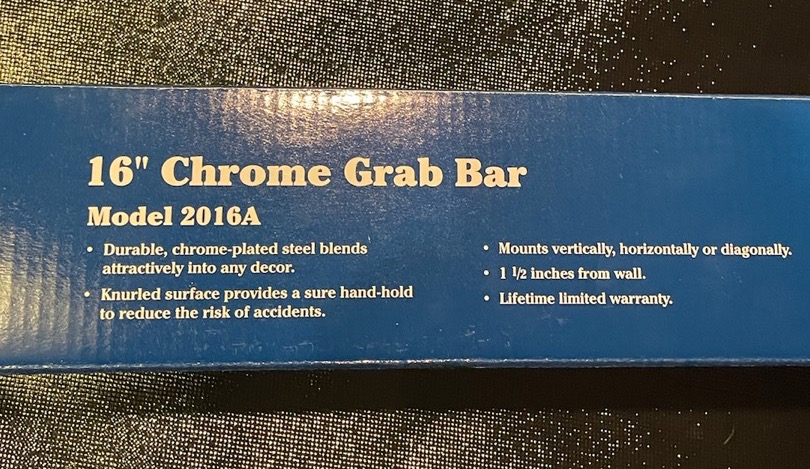 16" Chrome Grab Bar
Model 2016A
• Durable, chrome-plated steel blends
attractively into any decor.
• Knurled surface provides a sure hand-hold
to reduce the risk of accidents.
• Mounts vertically, horizontally or diagonally.
• 1 1/2 inches from wall.
• Lifetime limited warranty.